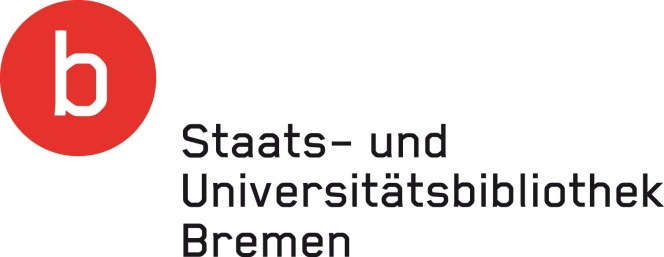 b
Staats- und
Universitätsbibliothek
Bremen